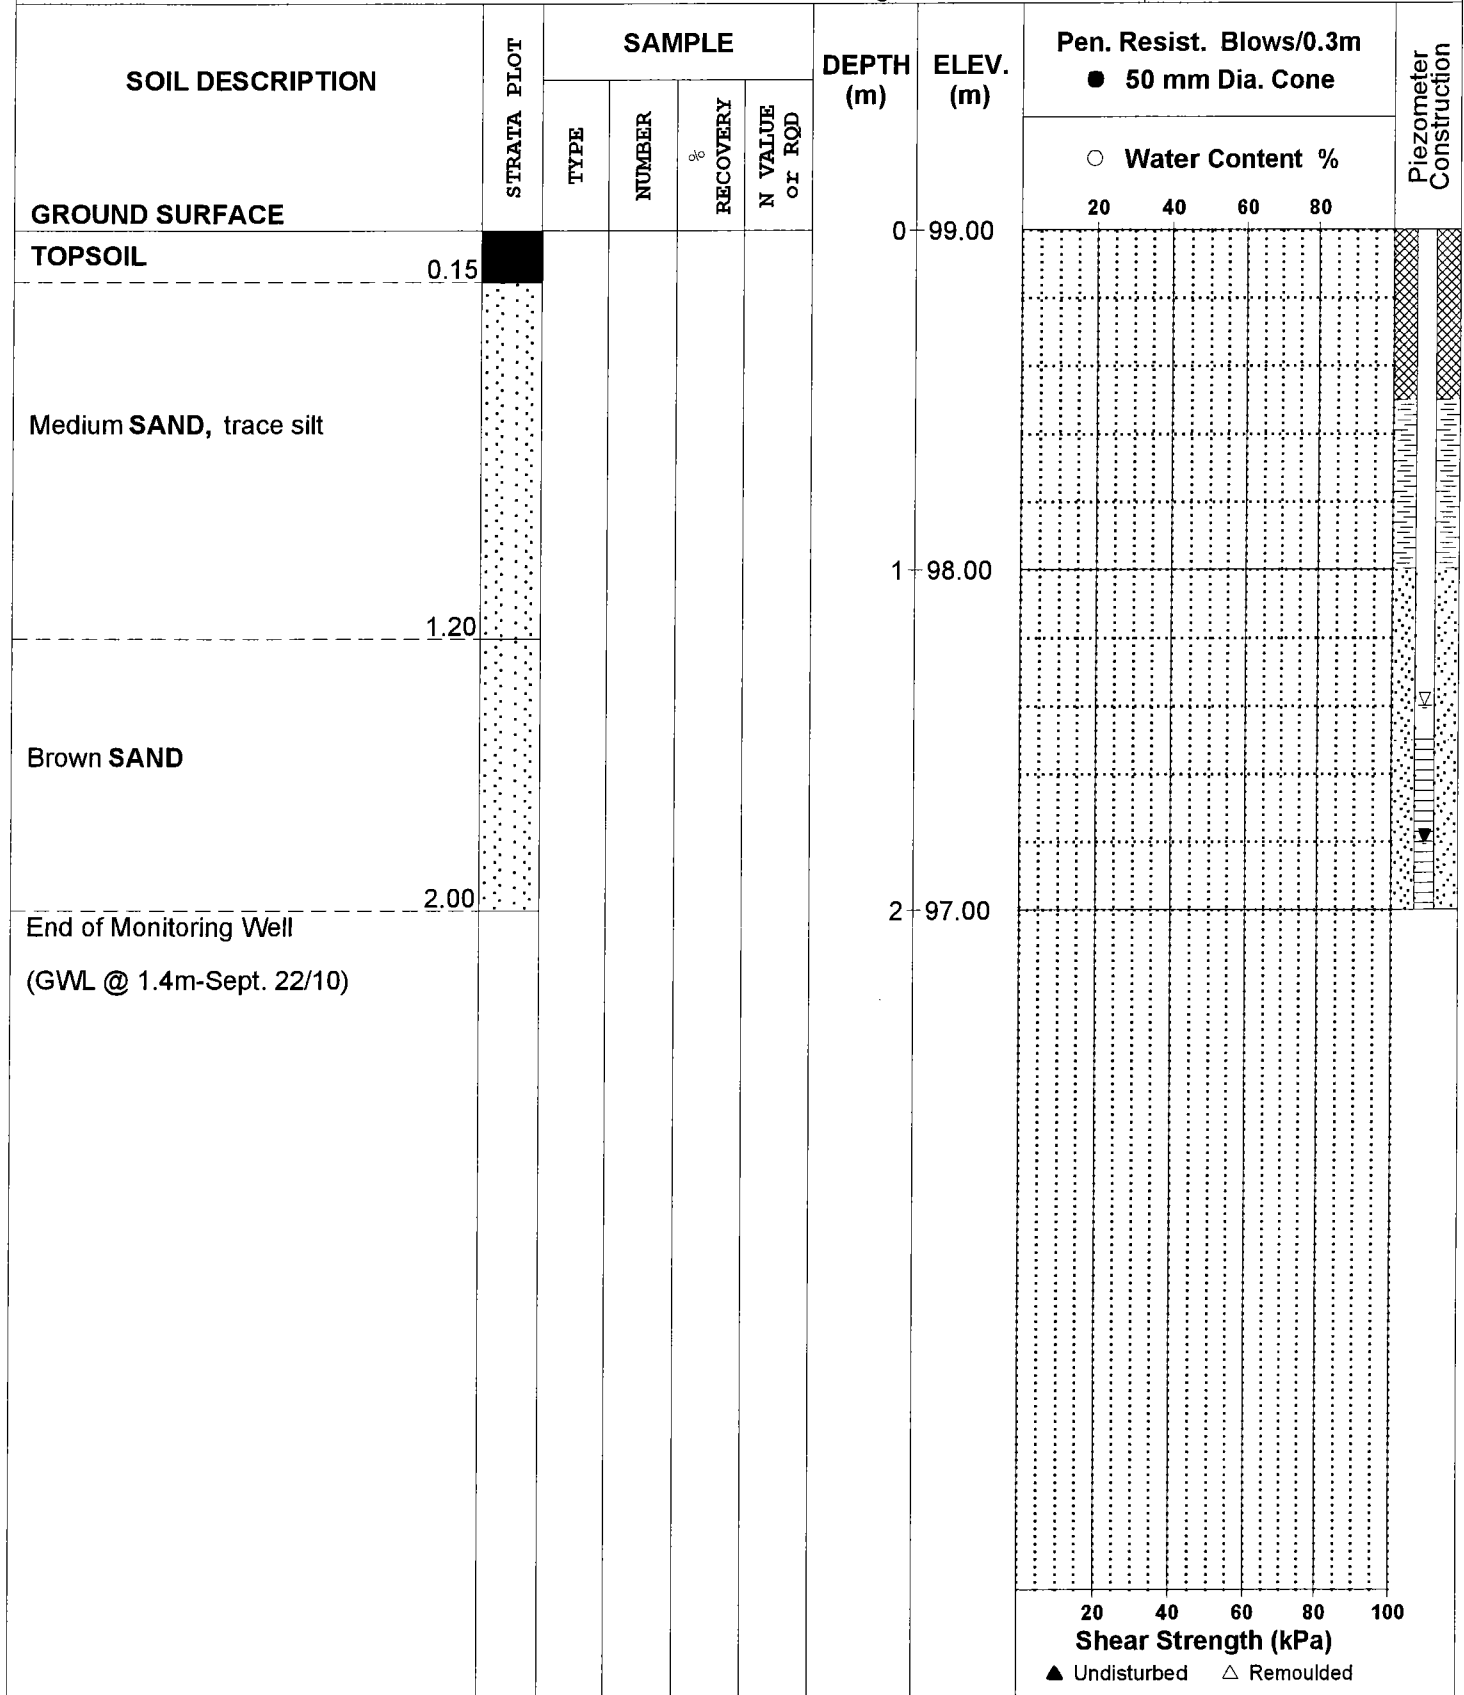 SOIL DESCRIPTION
STRATA PLOT
SAMPLE
TYPE
NUMBER
%
RECOVERY
N VALUE
or RQD
DEPTH
(m)
ELEV.
(m)
Pen. Resist. Blows/0.3m
● 50 mm Dia. Cone
○ Water Content %
20 40 60 80
Piezometer
Construction
GROUND SURFACE
0 99.00
TOPSOIL
0.15
Medium SAND, trace silt
1 98.00
1.20
Brown SAND
2.00
2 97.00
End of Monitoring Well
(GWL @ 1.4m-Sept. 22/10)
20 40 60 80 100
Shear Strength (kPa)
▲ Undisturbed △ Remoulded